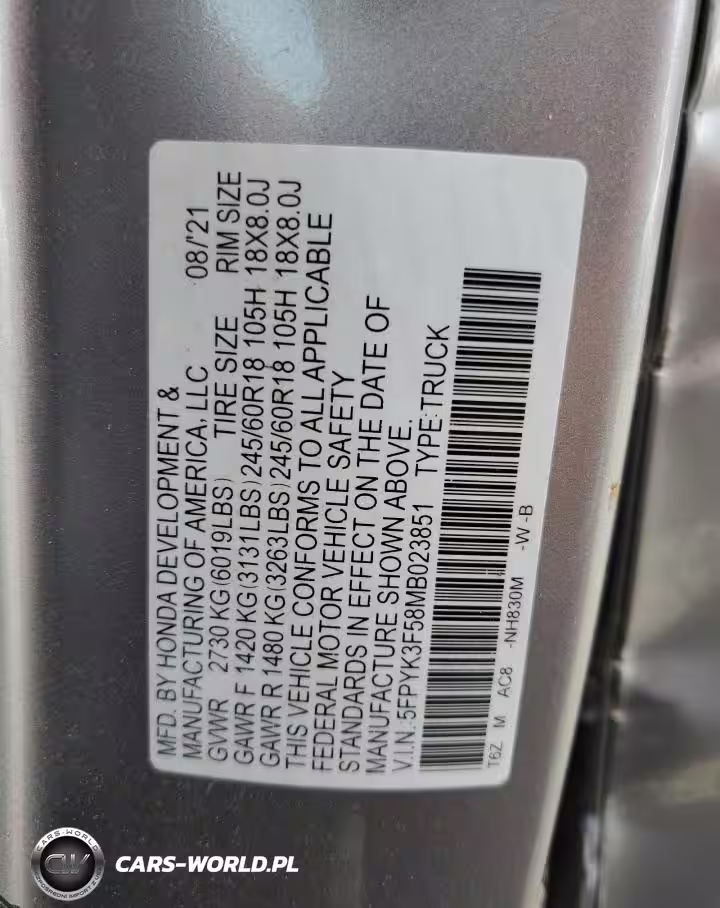 MFD. BY HONDA DEVELOPMENT &
MANUFACTURING OF AMERICA, LLC 08/'21
GVWR 2730 KG (6019LBS) TIRE SIZE RIM SIZE
GAWR F 1420 KG (3131LBS) 245/60R18 105H 18X8.0J
GAWR R 1480 KG (3263LBS) 245/60R18 105H 18X8.0J
THIS VEHICLE CONFORMS TO ALL APPLICABLE
FEDERAL MOTOR VEHICLE SAFETY
STANDARDS IN EFFECT ON THE DATE OF
MANUFACTURE SHOWN ABOVE.
V.I.N.:5FPYK3F58MB023851 TYPE:TRUCK
T6Z M AC8 -NH830M -W -B
CARS-WORLD
CARS-WORLD.PL